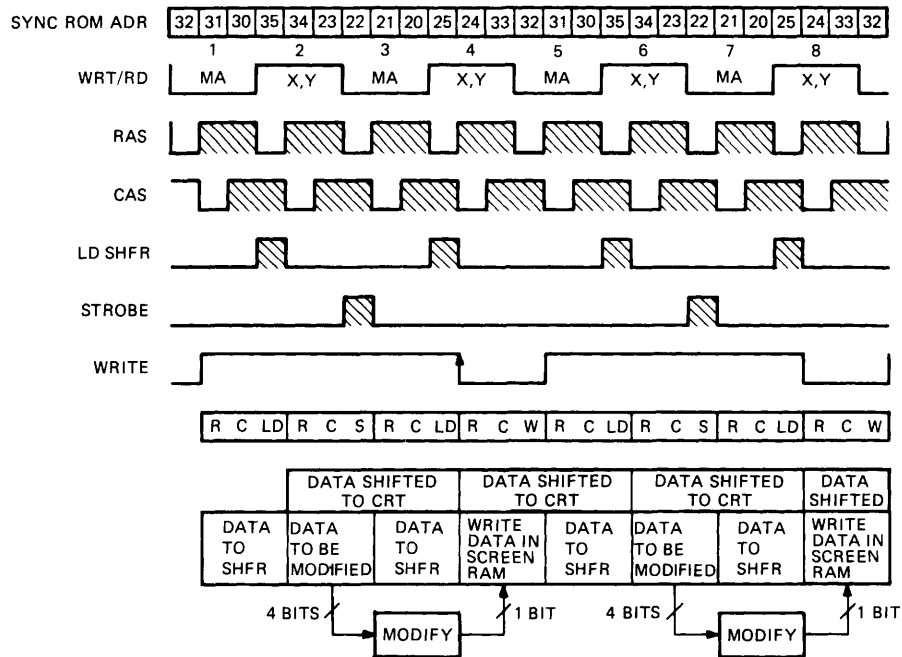 SYNC ROM ADR 32 31 30 35 34 23 22 21 20 25 24 33 32 31 30 35 34 23 22 21 20 25 24 33 32
1 2 3 4 5 6 7 8
WRT/RD MA X,Y MA X,Y MA X,Y MA X,Y
RAS
CAS
LD SHFR
STROBE
WRITE
R C LD R C S R C LD R C W R C LD R C S R C LD R C W
DATA SHIFTED DATA SHIFTED DATA SHIFTED DATA
TO CRT TO CRT TO CRT SHIFTED
DATA DATA DATA WRITE DATA DATA DATA WRITE
TO TO BE TO DATA IN TO TO BE TO DATA IN
SHFR MODIFIED SHFR SCREEN SHFR MODIFIED SHFR SCREEN
RAM RAM
4 BITS 1 BIT 4 BITS 1 BIT
MODIFY MODIFY